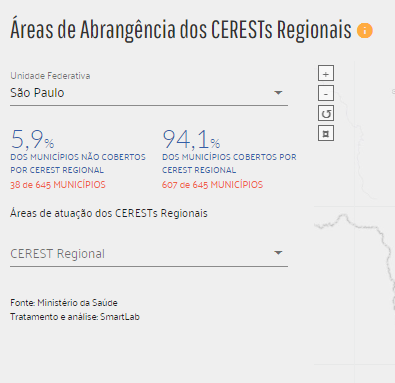 Áreas de Abrangência dos CERESTs Regionais
Unidade Federativa
São Paulo
5,9%
DOS MUNICÍPIOS NÃO COBERTOS
POR CEREST REGIONAL
38 de 645 MUNICÍPIOS
94,1%
DOS MUNICÍPIOS COBERTOS POR
CEREST REGIONAL
607 de 645 MUNICÍPIOS
Áreas de atuação dos CERESTs Regionais
CEREST Regional
Fonte: Ministério da Saúde
Tratamento e análise: SmartLab
+
-